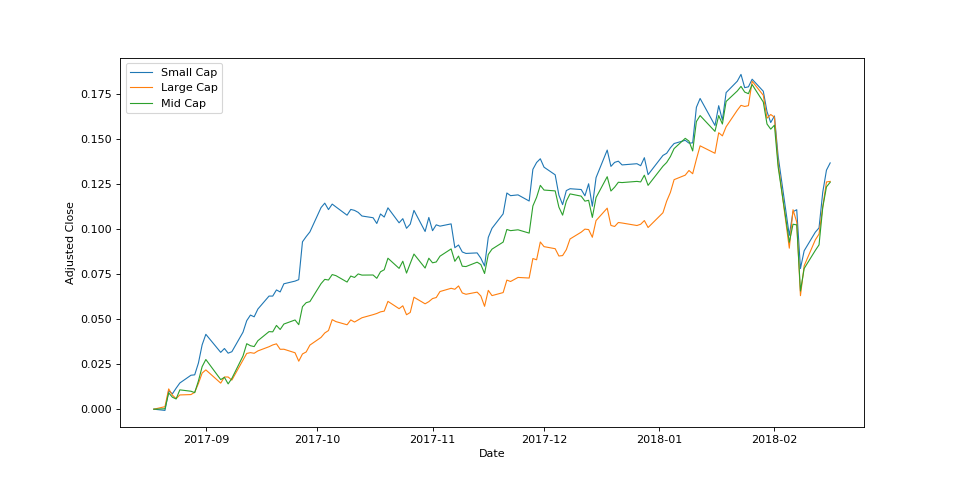 Small Cap
Large Cap
Mid Cap
0.175
0.150
0.125
0.100
0.075
0.050
0.025
0.000
Adjusted Close
2017-09
2017-10
2017-11
2017-12
2018-01
2018-02
Date